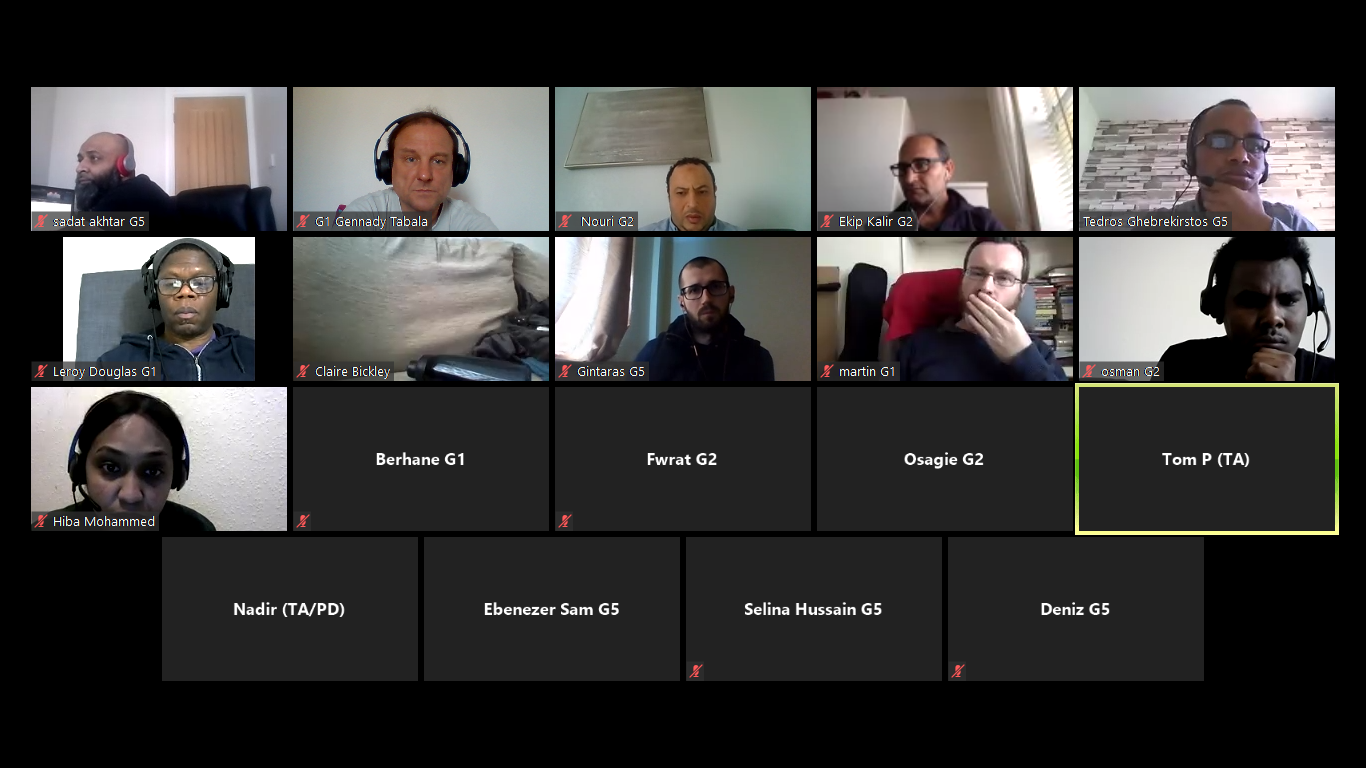 sadat akhtar G5
G1 Gennady Tabala
Nouri G2
Ekip Kalir G2
Tedros Ghebrekirstos G5
Leroy Douglas G1
Claire Bickley
Gintaras G5
martin G1
osman G2
Hiba Mohammed
Berhane G1
Fwrat G2
Osagie G2
Tom P (TA)
Nadir (TA/PD)
Ebenezer Sam G5
Selina Hussain G5
Deniz G5